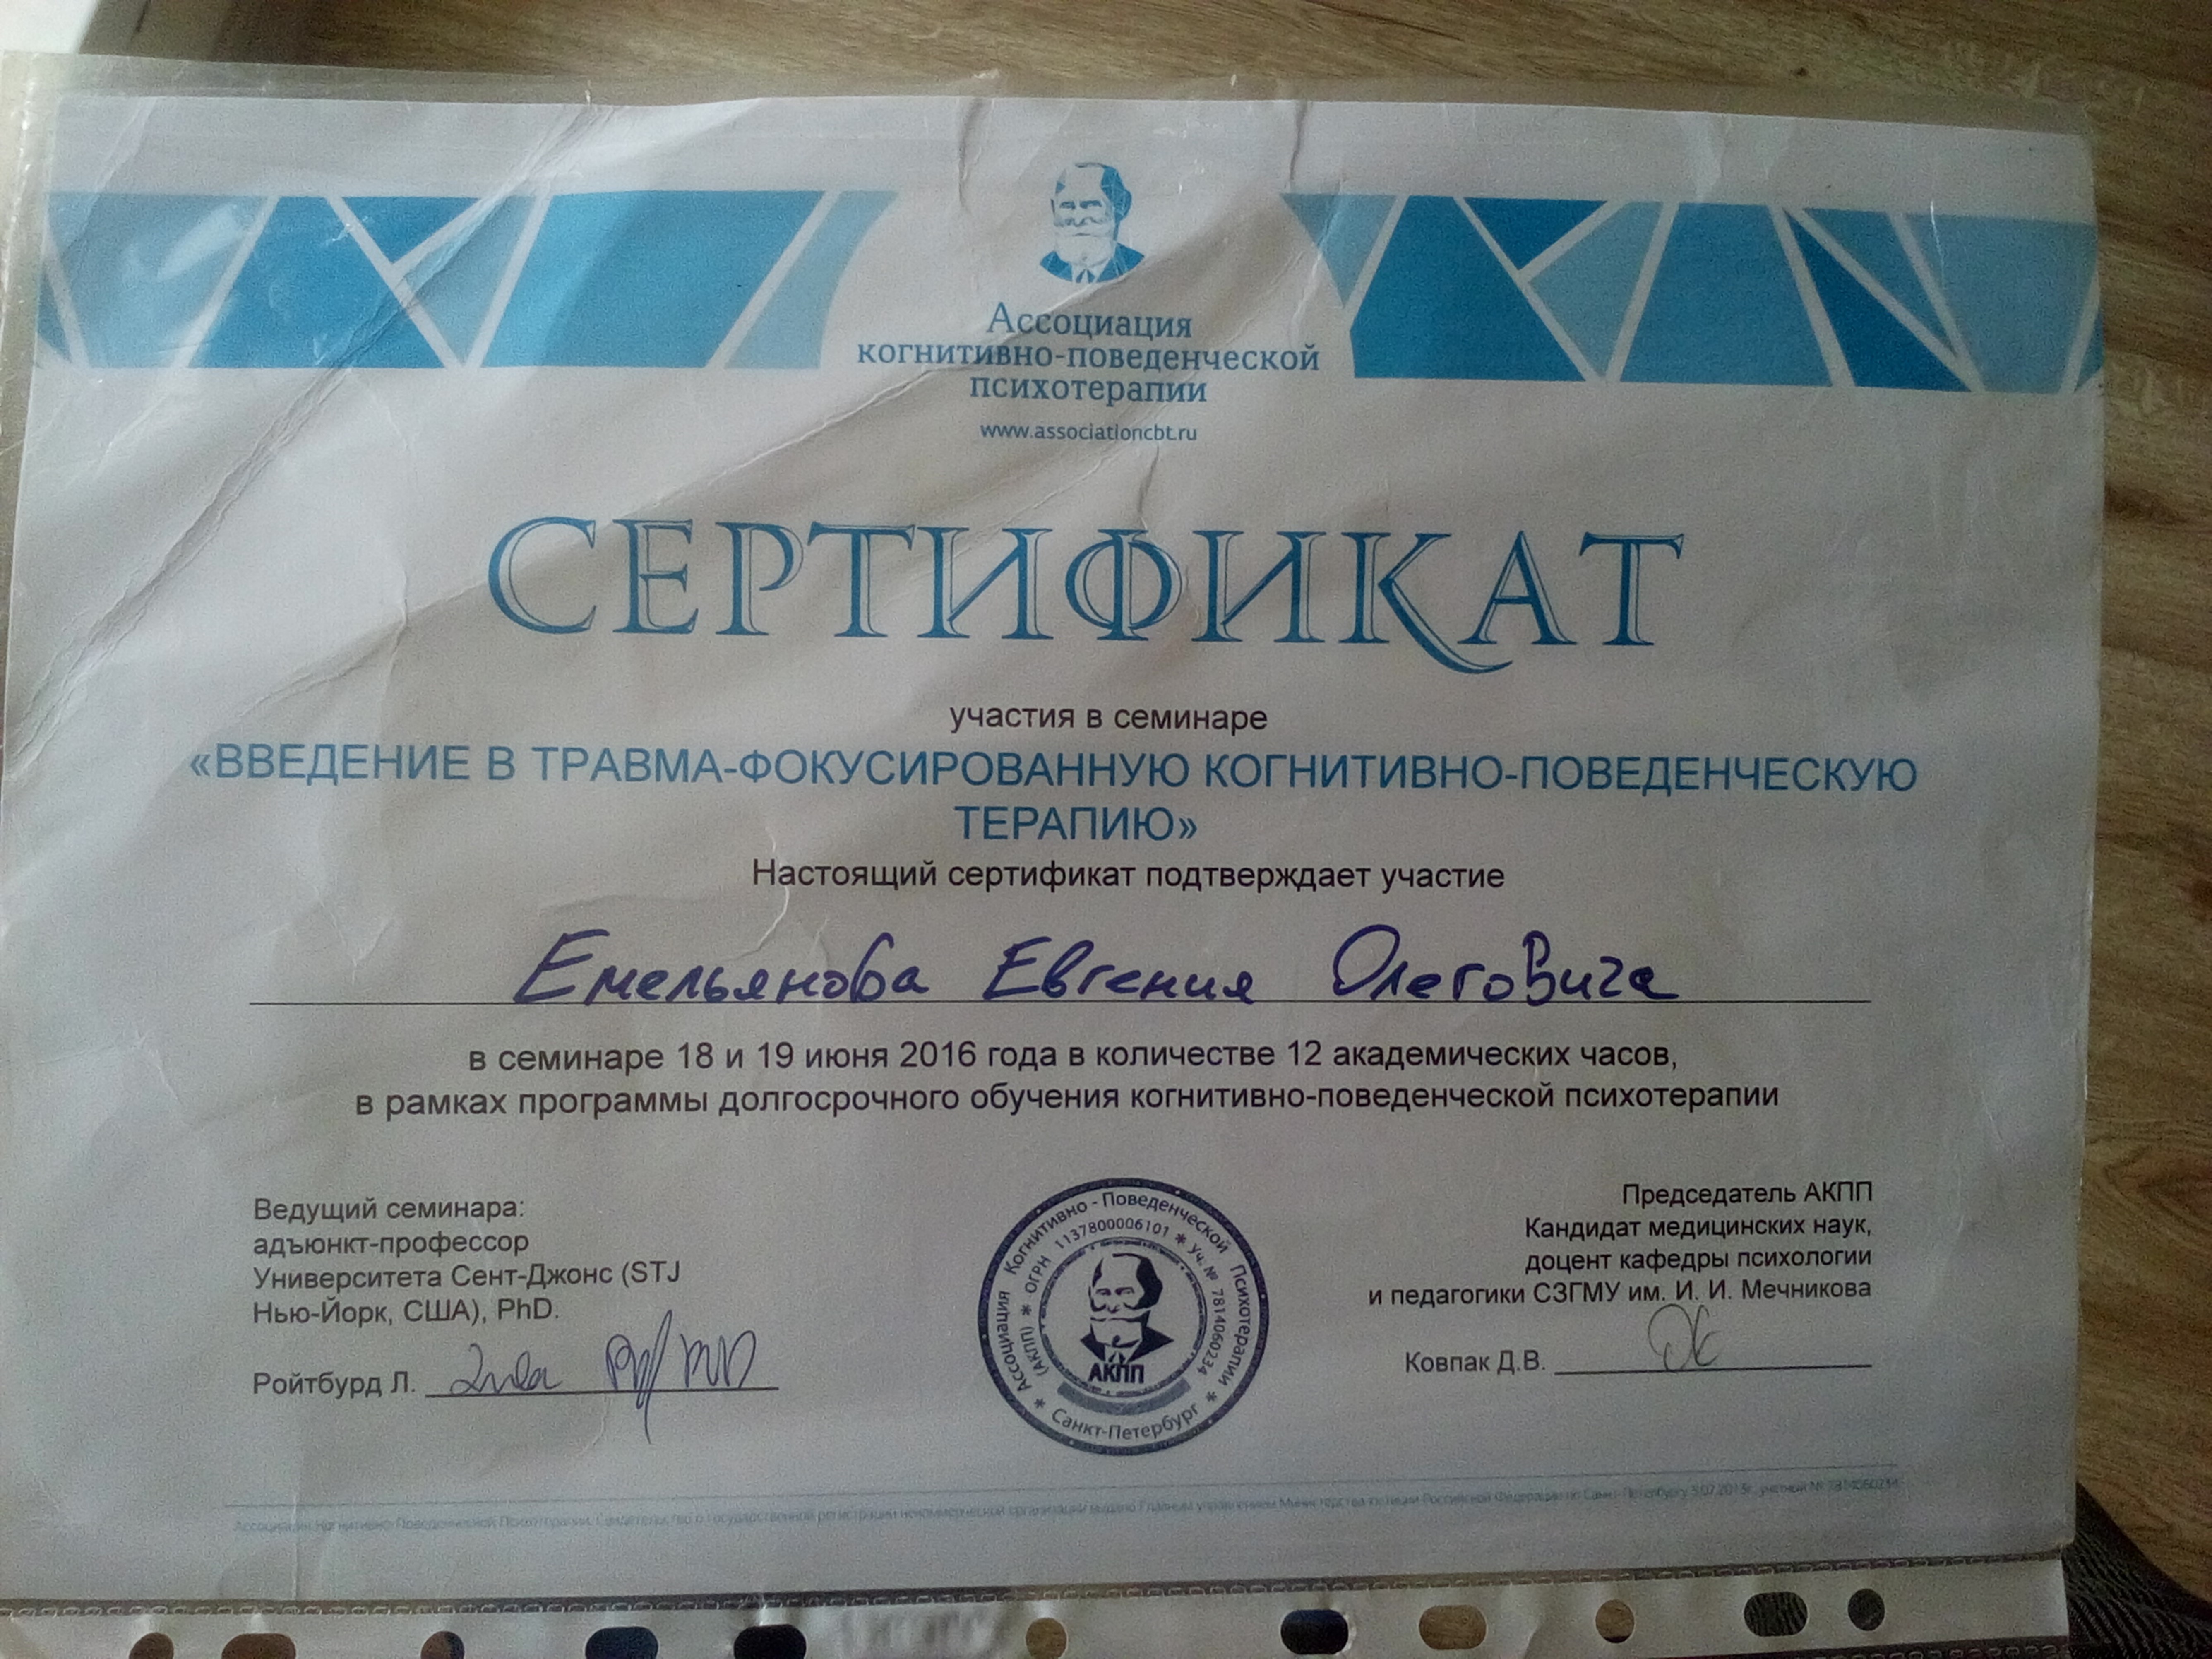 Ассоциация
когнитивно-поведенческой
психотерапии
www.associationcbt.ru
СЕРТИФИКАТ
участия в семинаре
«ВВЕДЕНИЕ В ТРАВМА-ФОКУСИРОВАННУЮ КОГНИТИВНО-ПОВЕДЕНЧЕСКУЮ
ТЕРАПИЮ»
Настоящий сертификат подтверждает участие
Емельянова Евгения Олеговича
в семинаре 18 и 19 июня 2016 года в количестве 12 академических часов,
в рамках программы долгосрочного обучения когнитивно-поведенческой психотерапии
Ведущий семинара:
адъюнкт-профессор
Университета Сент-Джонс (STJ
Нью-Йорк, США), PhD.
Ройтбурд Л.
Ассоциация Когнитивно - Поведенческой Психотерапии
(АКПП) * ОГРН 1137800006101 * Уч. № 7814060234
АКПП
* Санкт-Петербург *
Председатель АКПП
Кандидат медицинских наук,
доцент кафедры психологии
и педагогики СЗГМУ им. И. И. Мечникова
Ковпак Д.В.
Ассоциация Когнитивно-Поведенческой Психотерапии. Свидетельство о государственной регистрации некоммерческой организации выдано Главным управлением Министерства юстиции Российской Федерации по Санкт-Петербургу 5.07.2013г., учетный № 7814060234